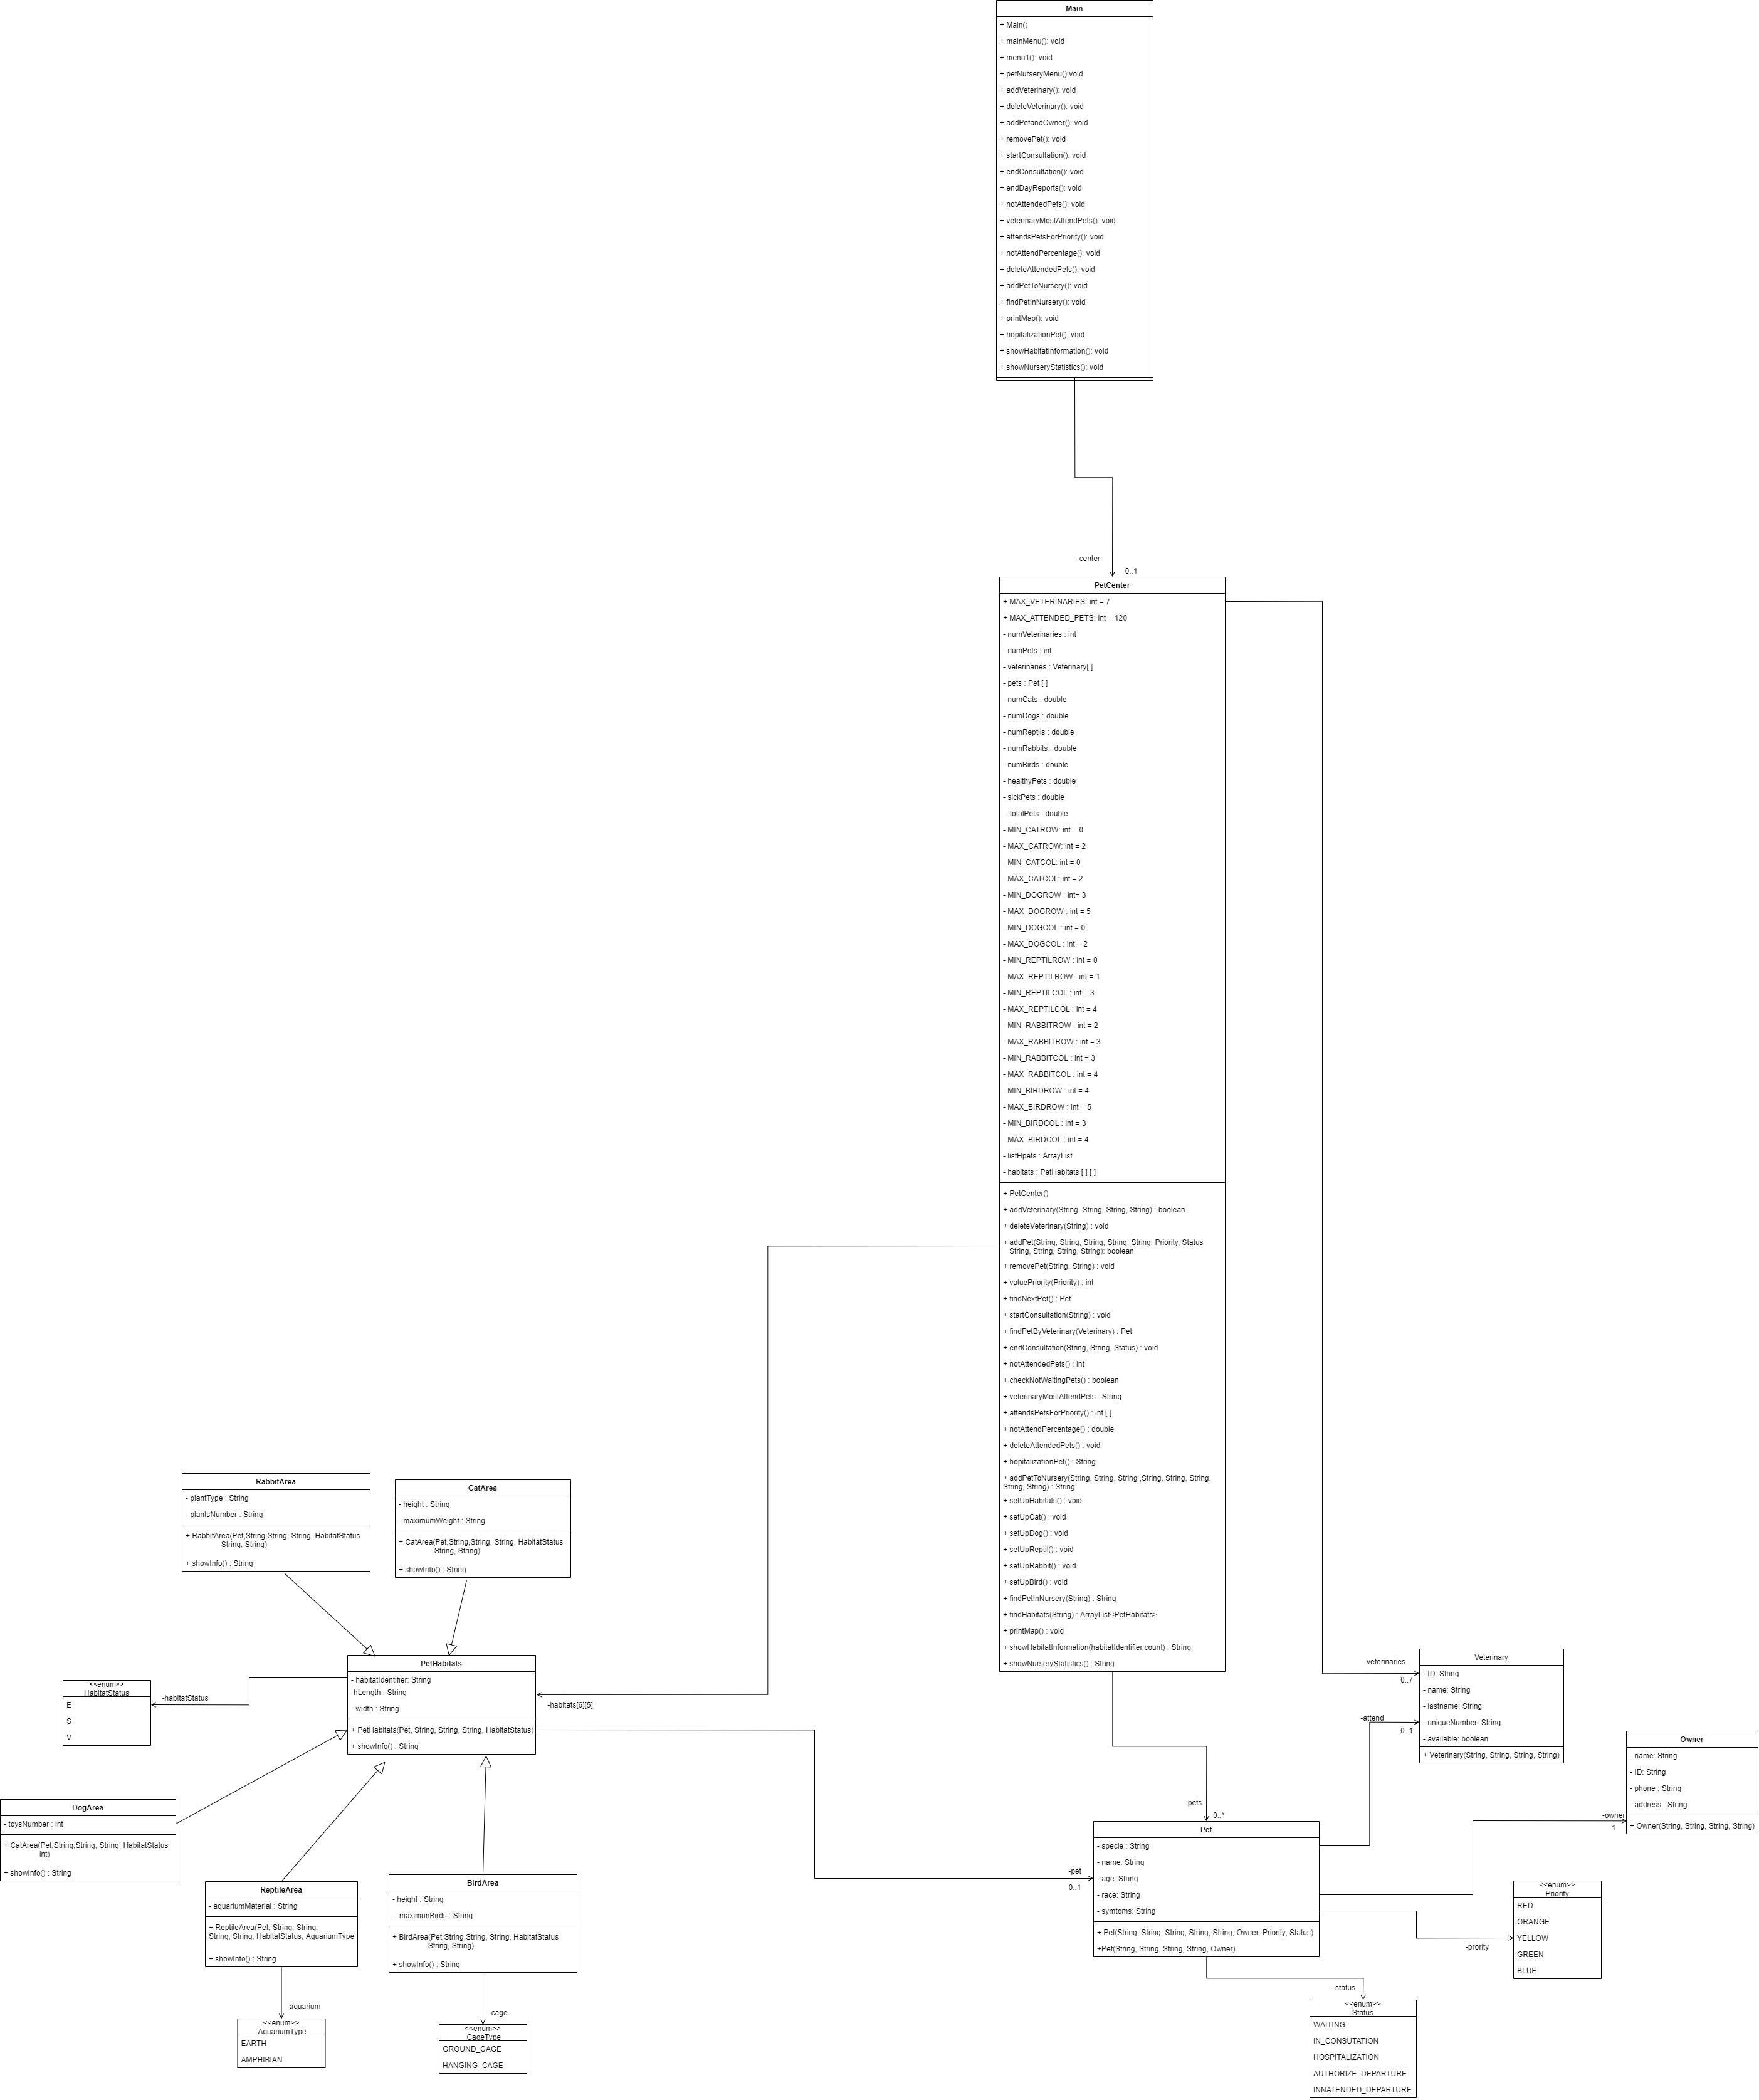 Main
+ Main()
+ mainMenu(): void
+ menu1(): void
+ petNurseryMenu():void
+ addVeterinary(): void
+ deleteVeterinary(): void
+ addPetandOwner(): void
+ removePet(): void
+ startConsultation(): void
+ endConsultation(): void
+ endDayReports(): void
+ notAttendedPets(): void
+ veterinaryMostAttendPets(): void
+ attendsPetsForPriority(): void
+ notAttendPercentage(): void
+ deleteAttendedPets(): void
+ addPetToNursery(): void
+ findPetInNursery(): void
+ printMap(): void
+ hopitalizationPet(): void
+ showHabitatInformation(): void
+ showNurseryStatistics(): void
- center
0..1
PetCenter
+ MAX_VETERINARIES: int = 7
+ MAX_ATTENDED_PETS: int = 120
- numVeterinaries : int
- numPets : int
- veterinaries : Veterinary[ ]
- pets : Pet [ ]
- numCats : double
- numDogs : double
- numReptils : double
- numRabbits : double
- numBirds : double
- healthyPets : double
- sickPets : double
- totalPets : double
- MIN_CATROW: int = 0
- MAX_CATROW: int = 2
- MIN_CATCOL: int = 0
- MAX_CATCOL: int = 2
- MIN_DOGROW : int= 3
- MAX_DOGROW : int = 5
- MIN_DOGCOL : int = 0
- MAX_DOGCOL : int = 2
- MIN_REPTILROW : int = 0
- MAX_REPTILROW : int = 1
- MIN_REPTILCOL : int = 3
- MAX_REPTILCOL : int = 4
- MIN_RABBITROW : int = 2
- MAX_RABBITROW : int = 3
- MIN_RABBITCOL : int = 3
- MAX_RABBITCOL : int = 4
- MIN_BIRDROW : int = 4
- MAX_BIRDROW : int = 5
- MIN_BIRDCOL : int = 3
- MAX_BIRDCOL : int = 4
- listHpets : ArrayList
- habitats : PetHabitats [ ] [ ]
+ PetCenter()
+ addVeterinary(String, String, String, String) : boolean
+ deleteVeterinary(String) : void
+ addPet(String, String, String, String, String, Priority, Status
String, String, String, String): boolean
+ removePet(String, String) : void
+ valuePriority(Priority) : int
+ findNextPet() : Pet
+ startConsultation(String) : void
+ findPetByVeterinary(Veterinary) : Pet
+ endConsultation(String, String, Status) : void
+ notAttendedPets() : int
+ checkNotWaitingPets() : boolean
+ veterinaryMostAttendPets : String
+ attendsPetsForPriority() : int [ ]
+ notAttendPercentage() : double
+ deleteAttendedPets() : void
+ hopitalizationPet() : String
+ addPetToNursery(String, String, String ,String, String, String,
String, String) : String
+ setUpHabitats() : void
+ setUpCat() : void
+ setUpDog() : void
+ setUpReptil() : void
+ setUpRabbit() : void
+ setUpBird() : void
+ findPetInNursery(String) : String
+ findHabitats(String) : ArrayList<PetHabitats>
+ printMap() : void
+ showHabitatInformation(habitatIdentifier,count) : String
+ showNurseryStatistics() : String
RabbitArea
- plantType : String
- plantsNumber : String
+ RabbitArea(Pet,String,String, String, HabitatStatus
String, String)
+ showInfo() : String
CatArea
- height : String
- maximumWeight : String
+ CatArea(Pet,String,String, String, HabitatStatus
String, String)
+ showInfo() : String
PetHabitats
- habitatIdentifier: String
-hLength : String
- width : String
+ PetHabitats(Pet, String, String, String, HabitatStatus)
+ showInfo() : String
-habitats[6][5]
<<enum>>
HabitatStatus
E
S
V
-habitatStatus
DogArea
- toysNumber : int
+ CatArea(Pet,String,String, String, HabitatStatus
int)
+ showInfo() : String
ReptileArea
- aquariumMaterial : String
+ ReptileArea(Pet, String, String,
String, String, HabitatStatus, AquariumType
+ showInfo() : String
-aquarium
<<enum>>
AquariumType
EARTH
AMPHIBIAN
BirdArea
- height : String
- maximunBirds : String
+ BirdArea(Pet,String,String, String, HabitatStatus
String, String)
+ showInfo() : String
-cage
<<enum>>
CageType
GROUND_CAGE
HANGING_CAGE
-veterinaries
0..7
-attend
0..1
Veterinary
- ID: String
- name: String
- lastname: String
- uniqueNumber: String
- available: boolean
+ Veterinary(String, String, String, String)
Owner
- name: String
- ID: String
- phone : String
- address : String
+ Owner(String, String, String, String)
-owner
1
-pets
0..*
-pet
0..1
Pet
- specie : String
- name: String
- age: String
- race: String
- symtoms: String
+ Pet(String, String, String, String, String, Owner, Priority, Status)
+Pet(String, String, String, String, Owner)
-prority
<<enum>>
Priority
RED
ORANGE
YELLOW
GREEN
BLUE
-status
<<enum>>
Status
WAITING
IN_CONSUTATION
HOSPITALIZATION
AUTHORIZE_DEPARTURE
INNATENDED_DEPARTURE